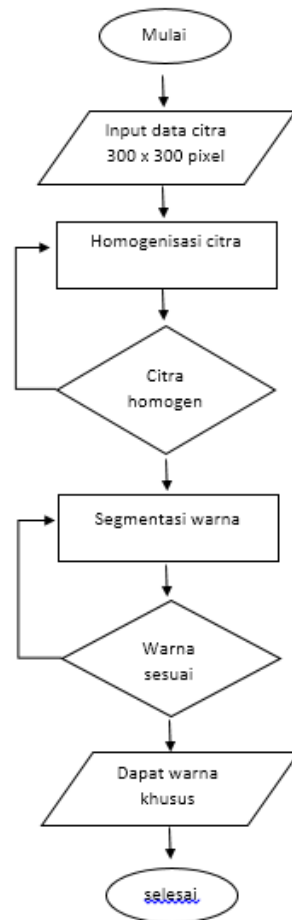 Mulai
Input data citra
300 x 300 pixel
Homogenisasi citra
Citra
homogen
Segmentasi warna
Warna
sesuai
Dapat warna
khusus
selesai